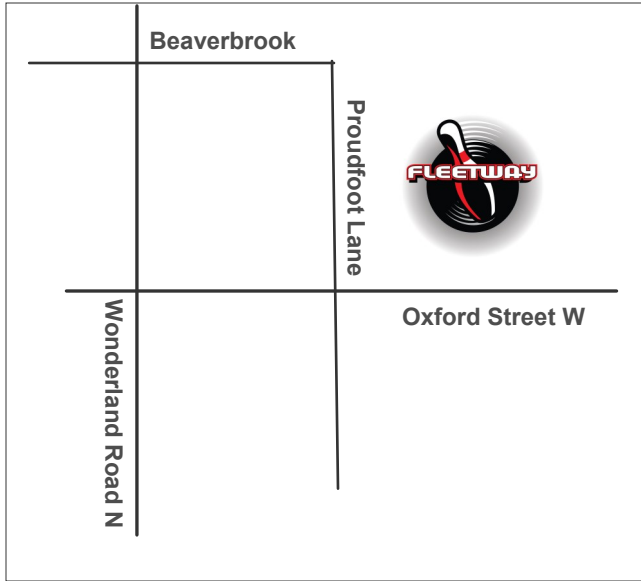 Beaverbrook
Proudfoot Lane
FLEETWAY
Oxford Street W
Wonderland Road N